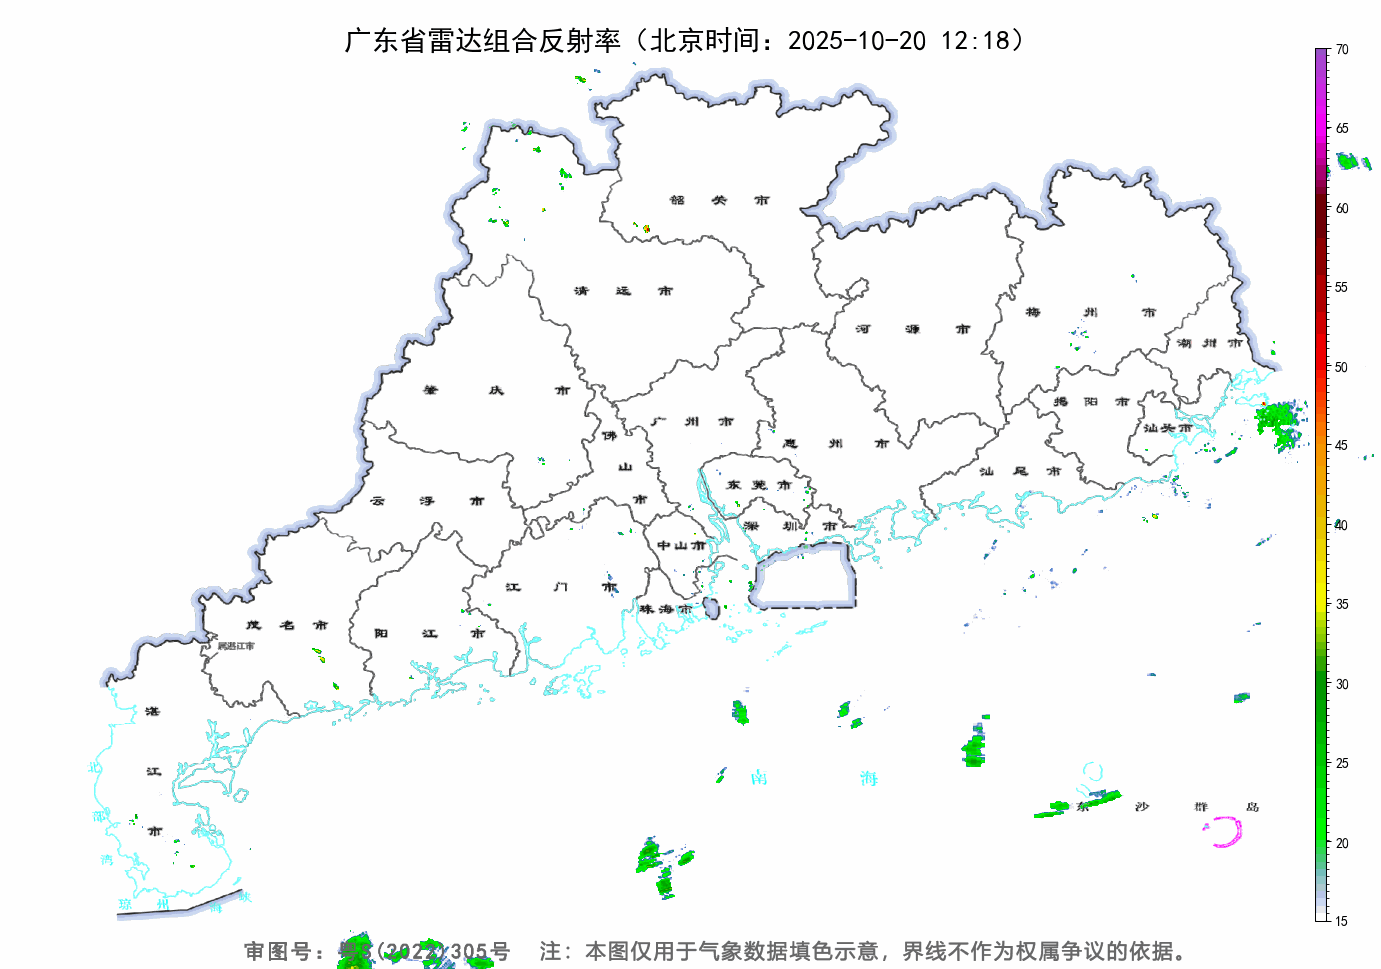 广东省雷达组合反射率（北京时间：2025-10-20 12:18）
70
65
60
55
50
45
40
35
30
25
20
15
韶关市
清远市
河源市
梅州市
潮州市
肇庆市
广州市
揭阳市
汕头市
佛山市
惠州市
汕尾市
东莞市
云浮市
深圳市
中山市
江门市
珠海市
茂名市
阳江市
属湛江市
湛江市
北部湾
南海
东沙群岛
琼州海峡
审图号：粤S(2022)305号 注：本图仅用于气象数据填色示意，界线不作为权属争议的依据。